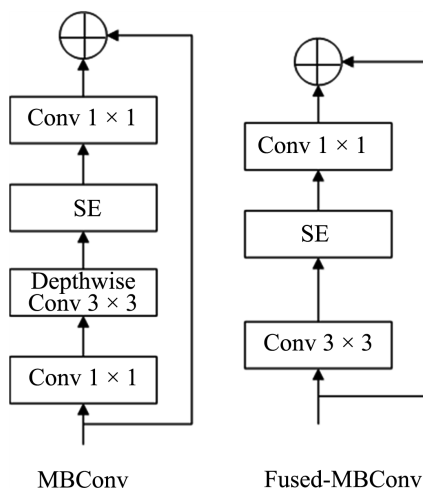 Conv 1 × 1
SE
Depthwise
Conv 3 × 3
Conv 1 × 1
MBConv
Conv 1 × 1
SE
Conv 3 × 3
Fused-MBConv